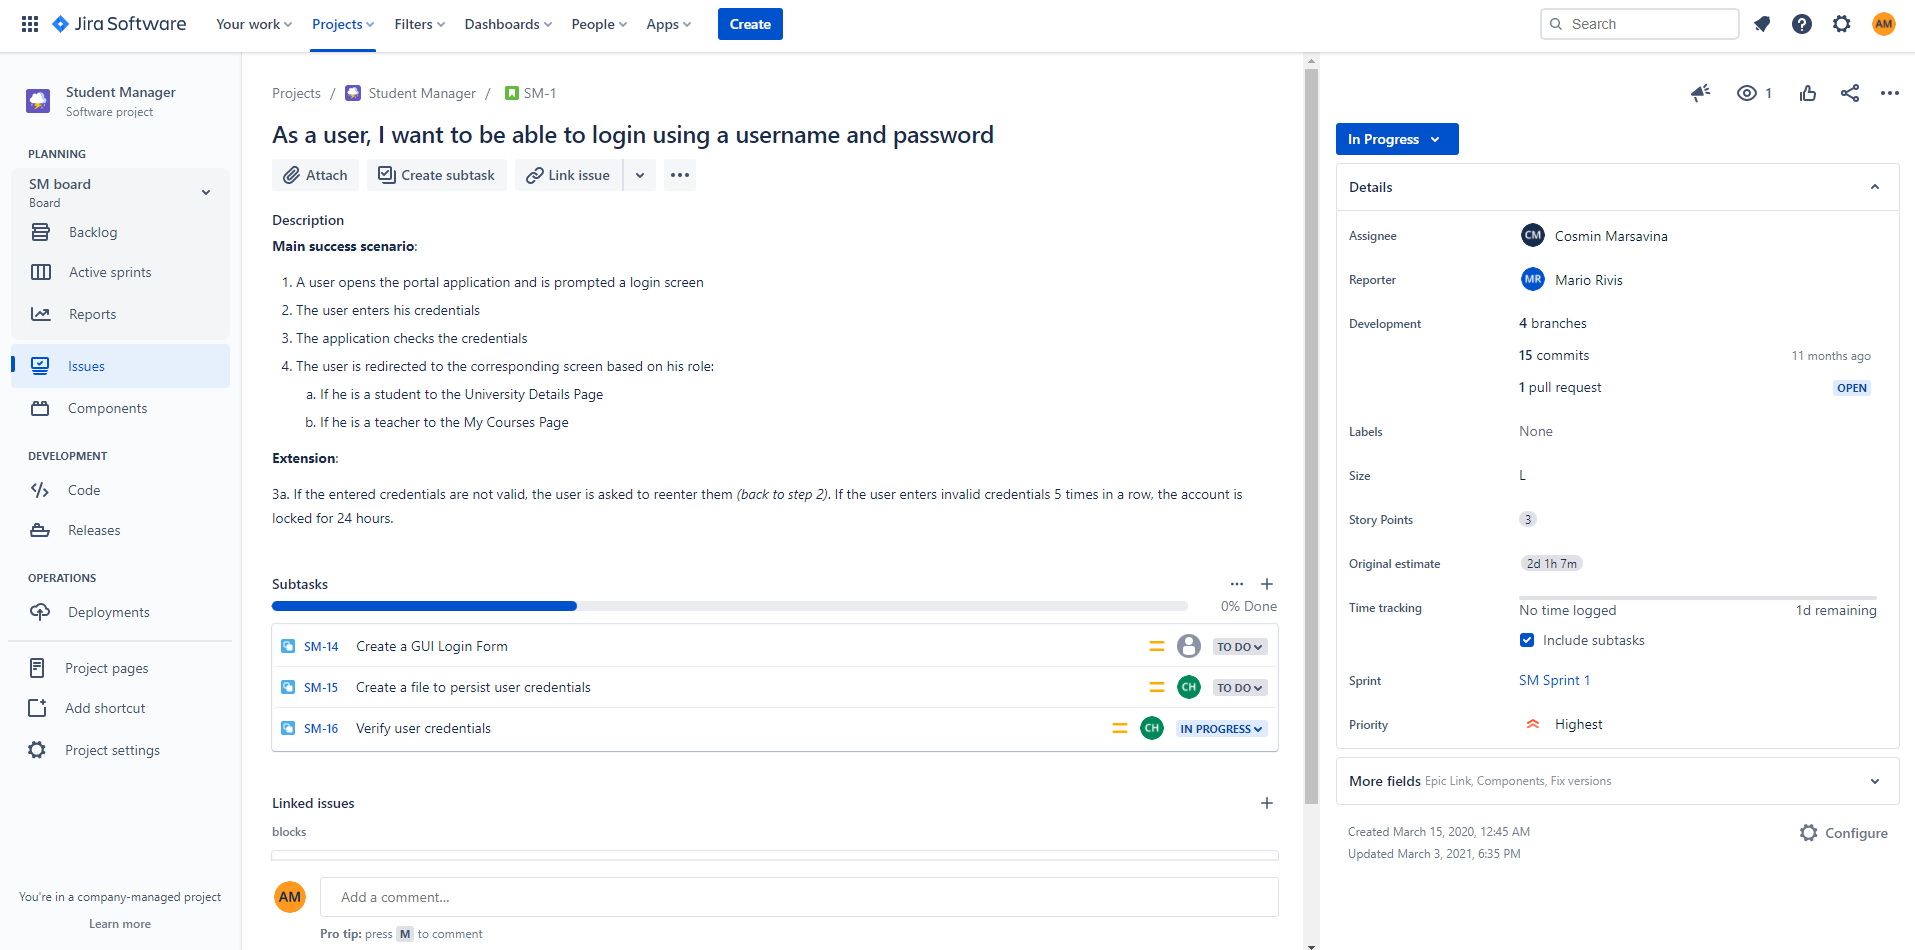 Jira Software
Your work
Projects
Filters
Dashboards
People
Apps
Create
Search
AM
Student Manager
Software project
PLANNING
SM board
Board
Backlog
Active sprints
Reports
Issues
Components
DEVELOPMENT
Code
Releases
OPERATIONS
Deployments
Project pages
Add shortcut
Project settings
You're in a company-managed project
Learn more
Projects / Student Manager / SM-1
As a user, I want to be able to login using a username and password
Attach
Create subtask
Link issue
Description
Main success scenario:
1. A user opens the portal application and is prompted a login screen
2. The user enters his credentials
3. The application checks the credentials
4. The user is redirected to the corresponding screen based on his role:
a. If he is a student to the University Details Page
b. If he is a teacher to the My Courses Page
Extension:
3a. If the entered credentials are not valid, the user is asked to reenter them (back to step 2). If the user enters invalid credentials 5 times in a row, the account is
locked for 24 hours.
Subtasks
0% Done
SM-14 Create a GUI Login Form TO DO
SM-15 Create a file to persist user credentials CH TO DO
SM-16 Verify user credentials CH IN PROGRESS
Linked issues
blocks
AM
Add a comment...
Pro tip: press M to comment
1
In Progress
Details
Assignee CM Cosmin Marsavina
Reporter MR Mario Rivis
Development 4 branches
15 commits 11 months ago
1 pull request OPEN
Labels None
Size L
Story Points 3
Original estimate 2d 1h 7m
Time tracking No time logged 1d remaining
Include subtasks
Sprint SM Sprint 1
Priority Highest
More fields Epic Link, Components, Fix versions
Created March 15, 2020, 12:45 AM
Updated March 3, 2021, 6:35 PM
Configure